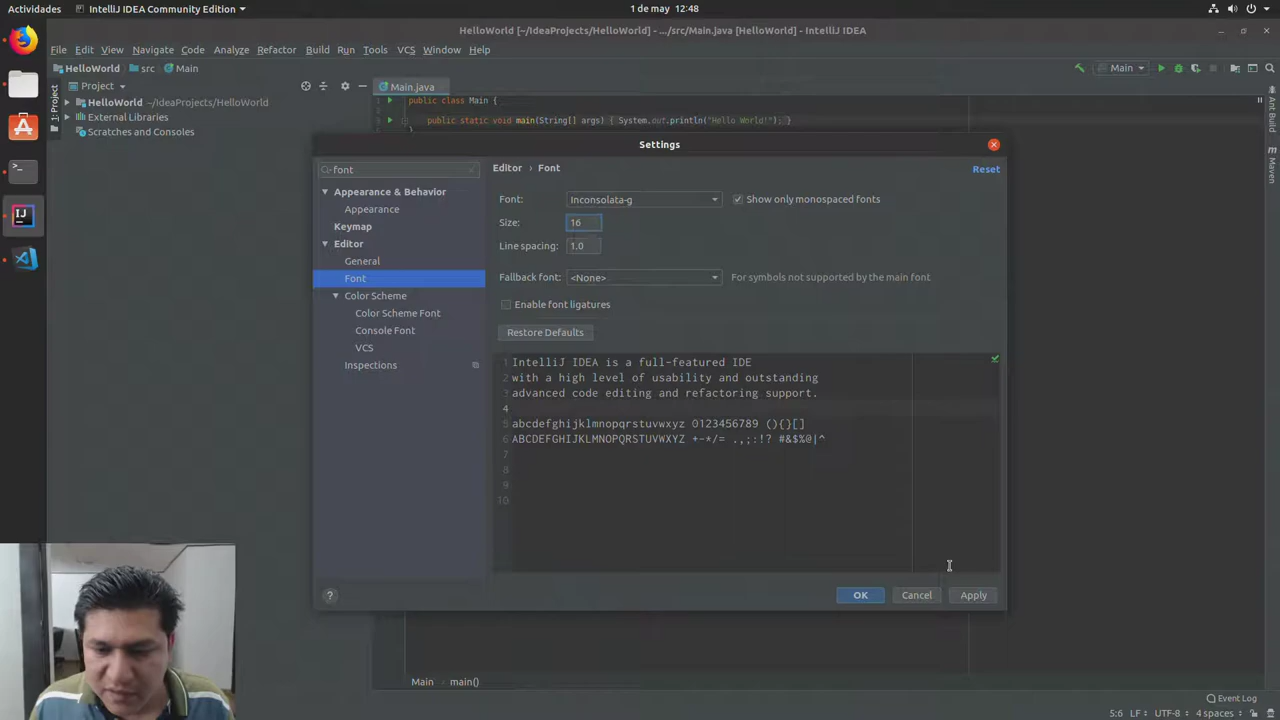 Actividades
IntelliJ IDEA Community Edition
1 de may 12:48
HelloWorld [~/IdeaProjects/HelloWorld] - .../src/Main.java [HelloWorld] - IntelliJ IDEA
File Edit View Navigate Code Analyze Refactor Build Run Tools VCS Window Help
HelloWorld src Main
Main
Project
Main.java
1 public class Main {
HelloWorld ~/IdeaProjects/HelloWorld
External Libraries
Scratches and Consoles
public static void main(String[] args) { System.out.println("Hello World!"); }
}
1: Project
Ant Build
Maven
Settings
font
Appearance & Behavior
Appearance
Keymap
Editor
General
Font
Color Scheme
Color Scheme Font
Console Font
VCS
Inspections
Editor › Font
Reset
Font: Inconsolata-g
Show only monospaced fonts
Size: 16
Line spacing: 1.0
Fallback font: <None>
For symbols not supported by the main font
Enable font ligatures
Restore Defaults
1 IntelliJ IDEA is a full-featured IDE
2 with a high level of usability and outstanding
3 advanced code editing and refactoring support.
4
5 abcdefghijklmnopqrstuvwxyz 0123456789 (){}[]
6 ABCDEFGHIJKLMNOPQRSTUVWXYZ +-*/= .,;:!? #&$%@|^
7
8
9
10
?
OK Cancel Apply
Main › main()
Event Log
5:6 LF UTF-8 4 spaces